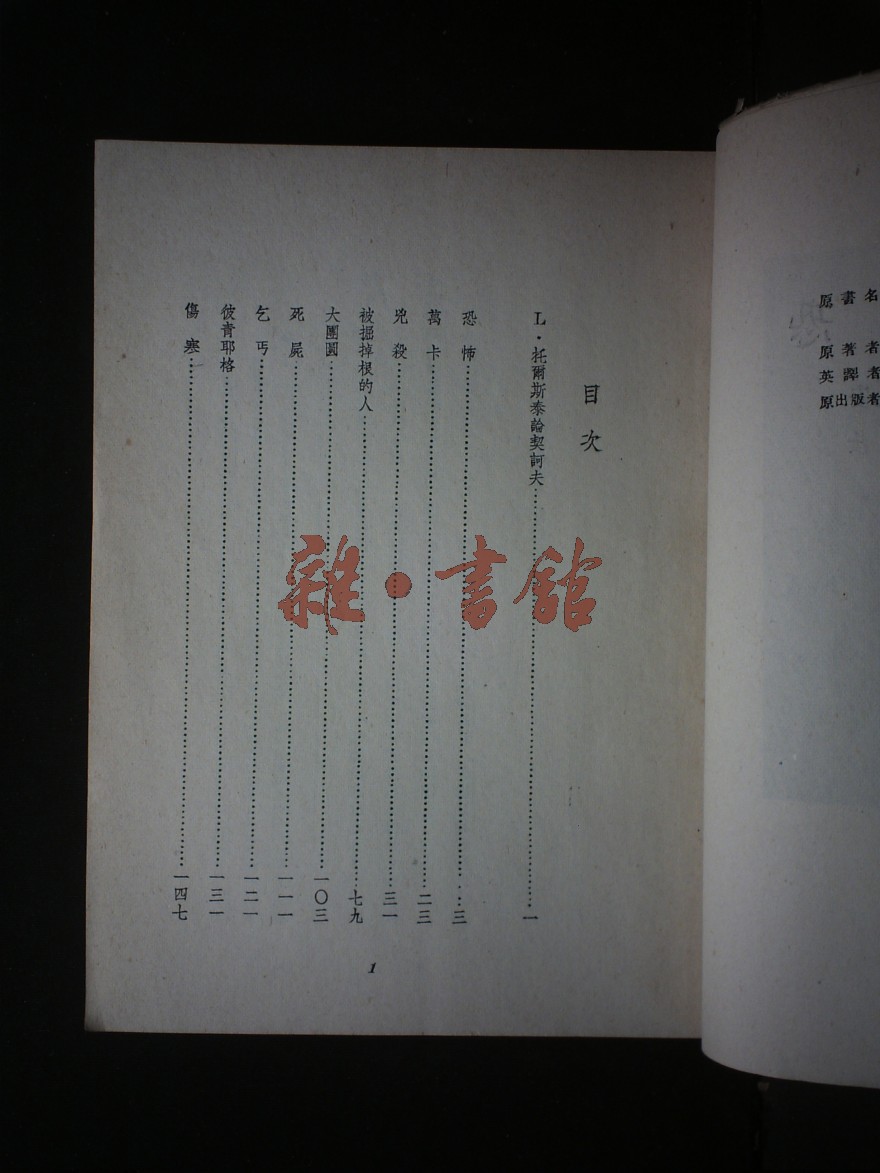 原書名
原著者
英譯者
原出版者
目次
L·托爾斯泰論契訶夫……一
恐怖……三
萬卡……二三
兇殺……三一
被掘掉根的人……七九
大團圓……一〇三
死屍……一一一
乞丐……一二一
彼青耶格……一三一
傷寒……一四七
1
雜·書館